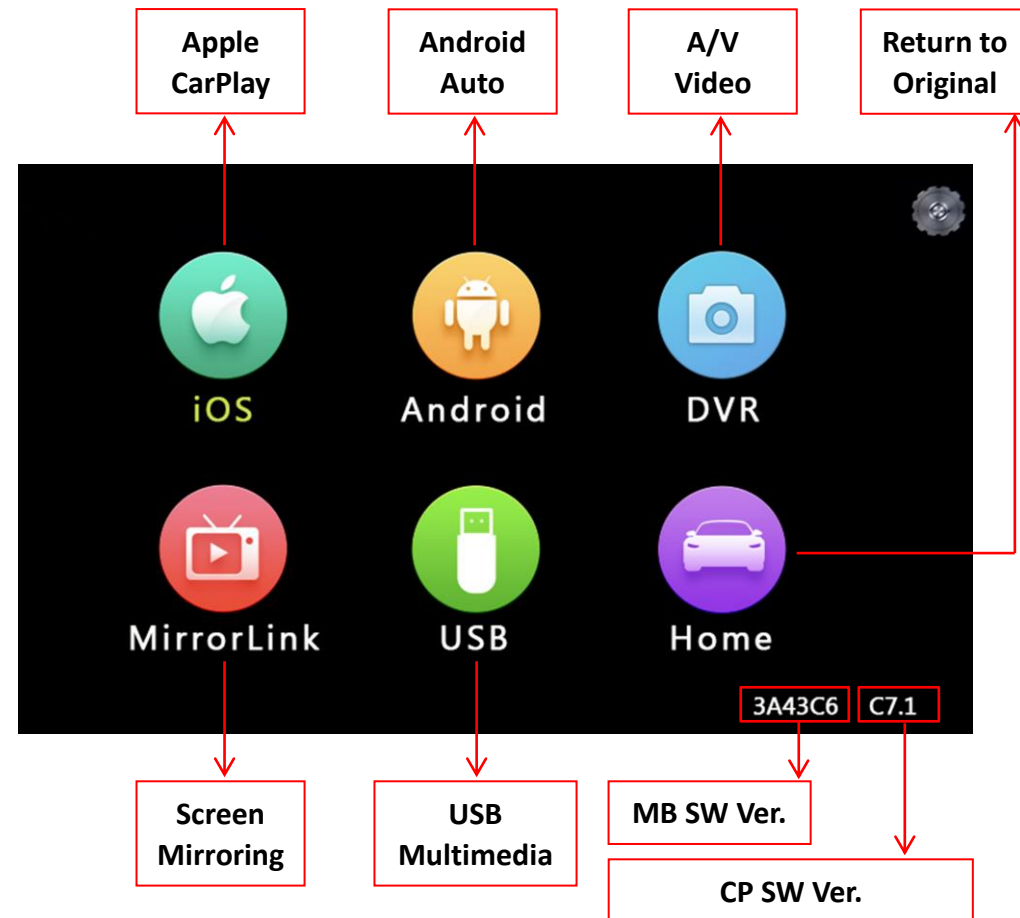 Apple
CarPlay
Android
Auto
A/V
Video
Return to
Original
iOS
Android
DVR
MirrorLink
USB
Home
3A43C6
C7.1
Screen
Mirroring
USB
Multimedia
MB SW Ver.
CP SW Ver.